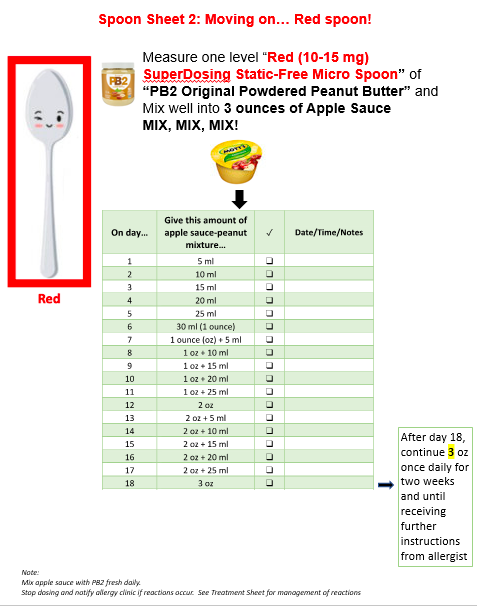 Spoon Sheet 2: Moving on... Red spoon!
Measure one level “Red (10-15 mg)
SuperDosing Static-Free Micro Spoon” of
“PB2 Original Powdered Peanut Butter” and
Mix well into 3 ounces of Apple Sauce
MIX, MIX, MIX!
PB2
MOTT'S
Red
On day… Give this amount of apple sauce-peanut mixture… ✓ Date/Time/Notes
1 5 ml ❑
2 10 ml ❑
3 15 ml ❑
4 20 ml ❑
5 25 ml ❑
6 30 ml (1 ounce) ❑
7 1 ounce (oz) + 5 ml ❑
8 1 oz + 10 ml ❑
9 1 oz + 15 ml ❑
10 1 oz + 20 ml ❑
11 1 oz + 25 ml ❑
12 2 oz ❑
13 2 oz + 5 ml ❑
14 2 oz + 10 ml ❑
15 2 oz + 15 ml ❑
16 2 oz + 20 ml ❑
17 2 oz + 25 ml ❑
18 3 oz ❑
After day 18,
continue 3 oz
once daily for
two weeks
and until
receiving
further
instructions
from allergist
Note:
Mix apple sauce with PB2 fresh daily.
Stop dosing and notify allergy clinic if reactions occur. See Treatment Sheet for management of reactions